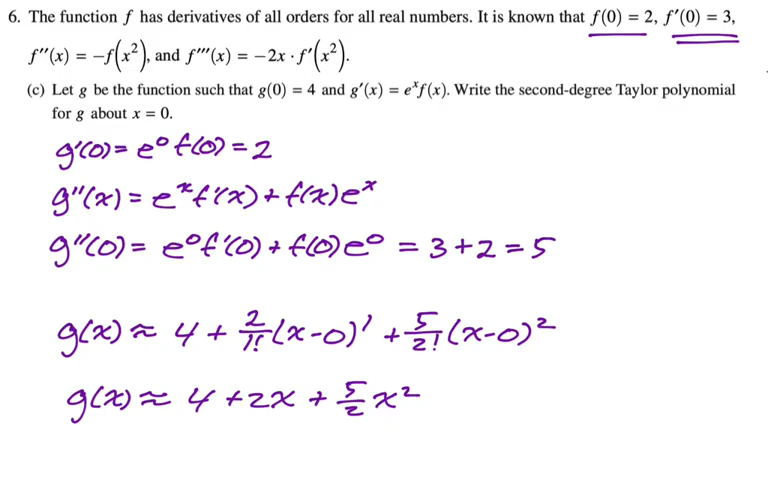 6. The function f has derivatives of all orders for all real numbers. It is known that f(0) = 2, f′(0) = 3,
f″(x) = −f(x²), and f‴(x) = −2x · f′(x²).
(c) Let g be the function such that g(0) = 4 and g′(x) = eˣf(x). Write the second-degree Taylor polynomial
for g about x = 0.
g′(0) = e⁰ f(0) = 2
g″(x) = eˣ f′(x) + f(x) eˣ
g″(0) = e⁰ f′(0) + f(0) e⁰ = 3 + 2 = 5
g(x) ≈ 4 + 2/1! (x−0)¹ + 5/2! (x−0)²
g(x) ≈ 4 + 2x + 5/2 x²